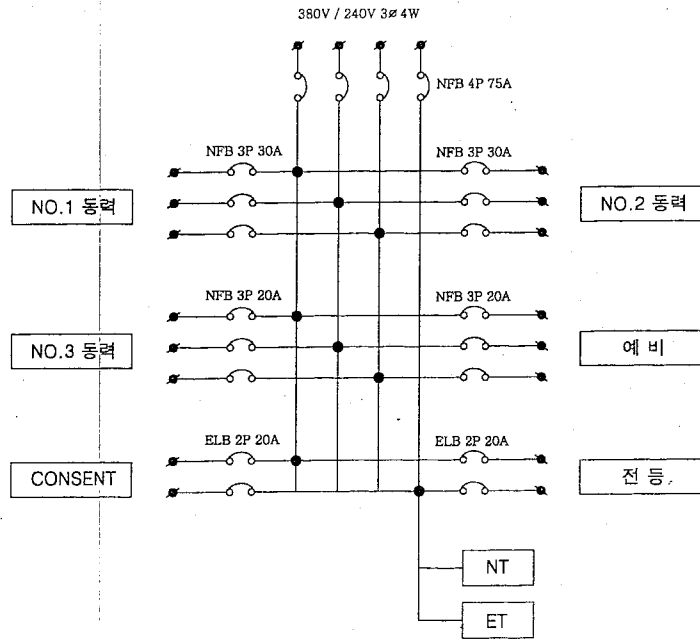 380V / 240V 3ø 4W
NFB 4P 75A
NFB 3P 30A
NFB 3P 30A
NO.1 동력
NO.2 동력
NFB 3P 20A
NFB 3P 20A
NO.3 동력
예 비
ELB 2P 20A
ELB 2P 20A
CONSENT
전 등
NT
ET